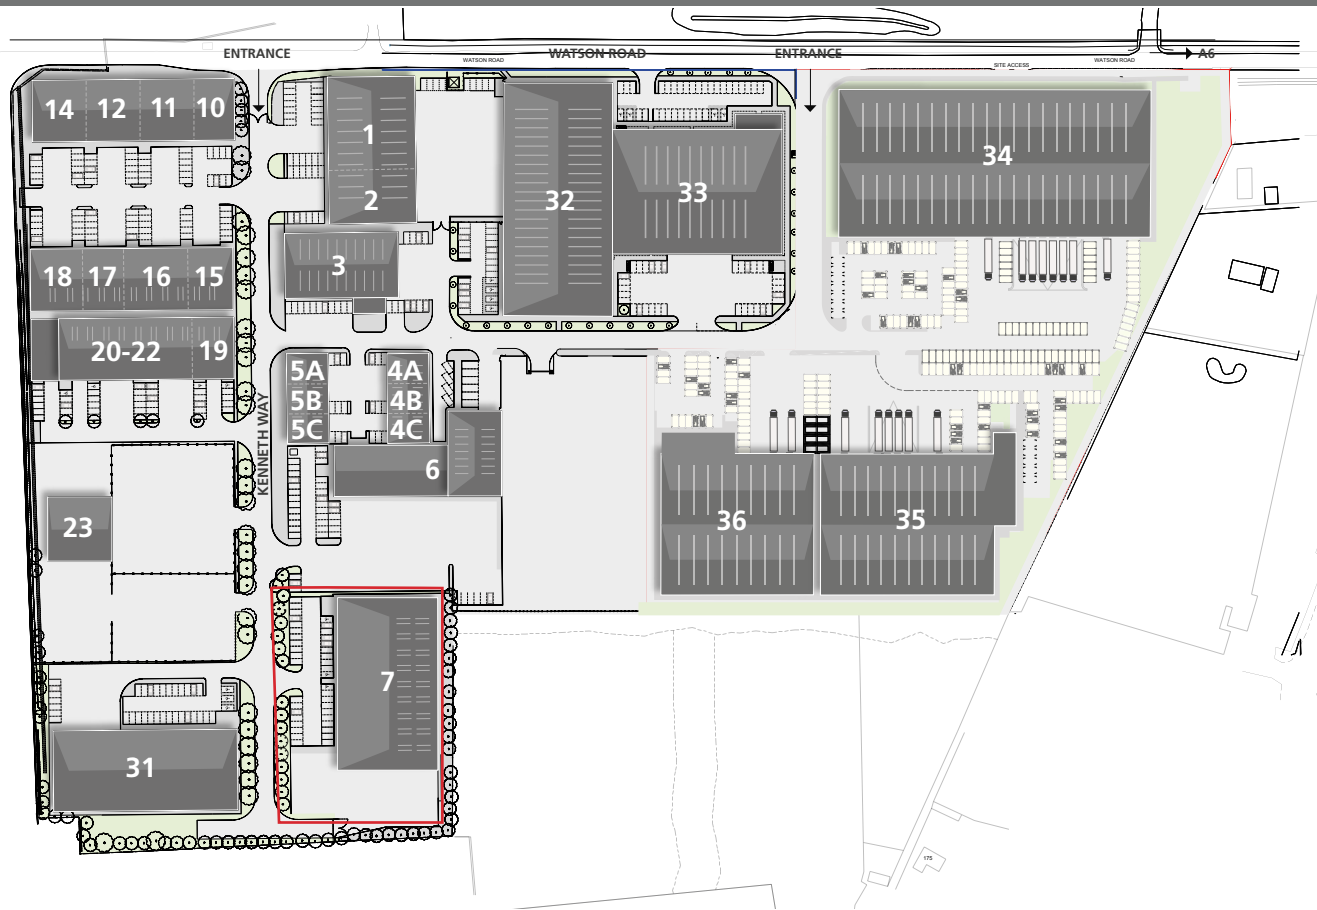 ENTRANCE
WATSON ROAD
ENTRANCE
A6
WATSON ROAD
SITE ACCESS
WATSON ROAD
14
12
11
10
1
2
32
33
34
3
18
17
16
15
20-22
19
5A
5B
5C
4A
4B
4C
6
KENNETH WAY
23
36
35
7
31
175